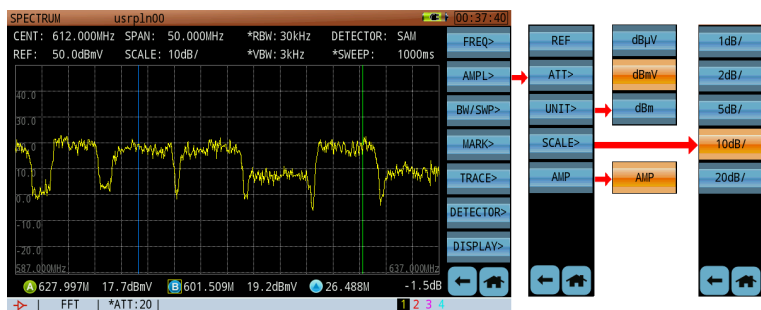 SPECTRUM usrpln00 00:37:40
CENT: 612.000MHz SPAN: 50.000MHz *RBW: 30kHz DETECTOR: SAM
REF: 50.0dBmV SCALE: 10dB/ *VBW: 3kHz *SWEEP: 1000ms
40.0
30.0
10.0
0.0
-10.0
-20.0
587.000MHz 637.000MHz
A 627.997M 17.7dBmV B 601.509M 19.2dBmV 26.488M -1.5dB
FFT | *ATT:20 | 1 2 3 4
FREQ>
AMPL>
BW/SWP>
MARK>
TRACE>
DETECTOR>
DISPLAY>
REF
ATT>
UNIT>
SCALE>
AMP
dBµV
dBmV
dBm
AMP
1dB/
2dB/
5dB/
10dB/
20dB/